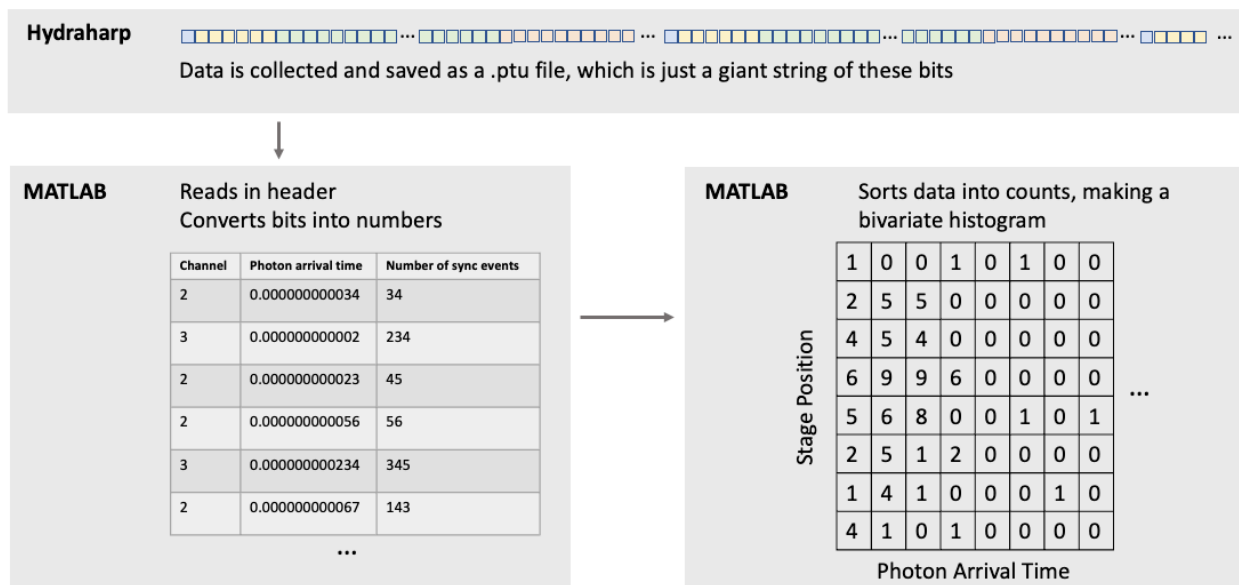 Hydraharp
... ... ... ... ...
Data is collected and saved as a .ptu file, which is just a giant string of these bits
MATLAB
Reads in header
Converts bits into numbers
Channel Photon arrival time Number of sync events
2 0.000000000034 34
3 0.000000000002 234
2 0.000000000023 45
2 0.000000000056 56
3 0.000000000234 345
2 0.000000000067 143
...
MATLAB
Sorts data into counts, making a
bivariate histogram
Stage Position
1 0 0 1 0 1 0 0
2 5 5 0 0 0 0 0
4 5 4 0 0 0 0 0
6 9 9 6 0 0 0 0
5 6 8 0 0 1 0 1
2 5 1 2 0 0 0 0
1 4 1 0 0 0 1 0
4 1 0 1 0 0 0 0
...
Photon Arrival Time